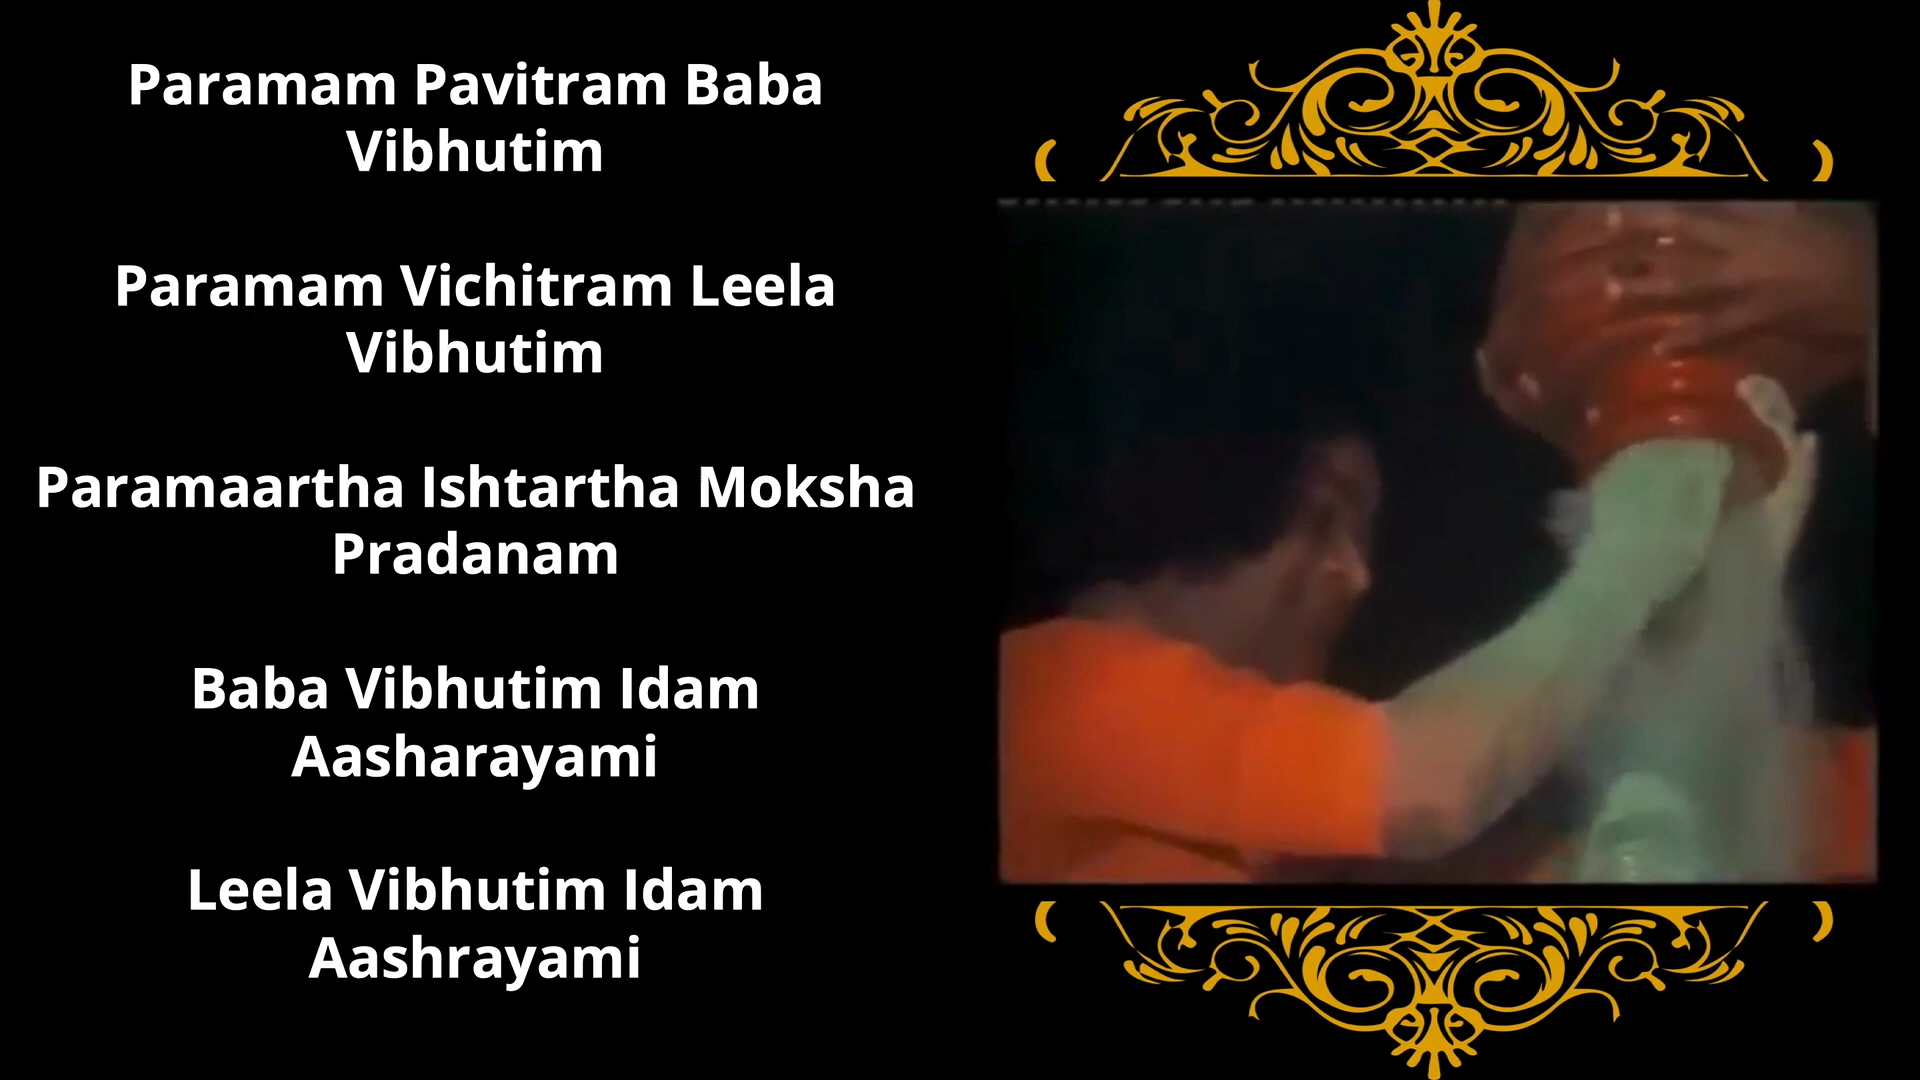 Paramam Pavitram Baba
Vibhutim
Paramam Vichitram Leela
Vibhutim
Paramaartha Ishtartha Moksha
Pradanam
Baba Vibhutim Idam
Aasharayami
Leela Vibhutim Idam
Aashrayami